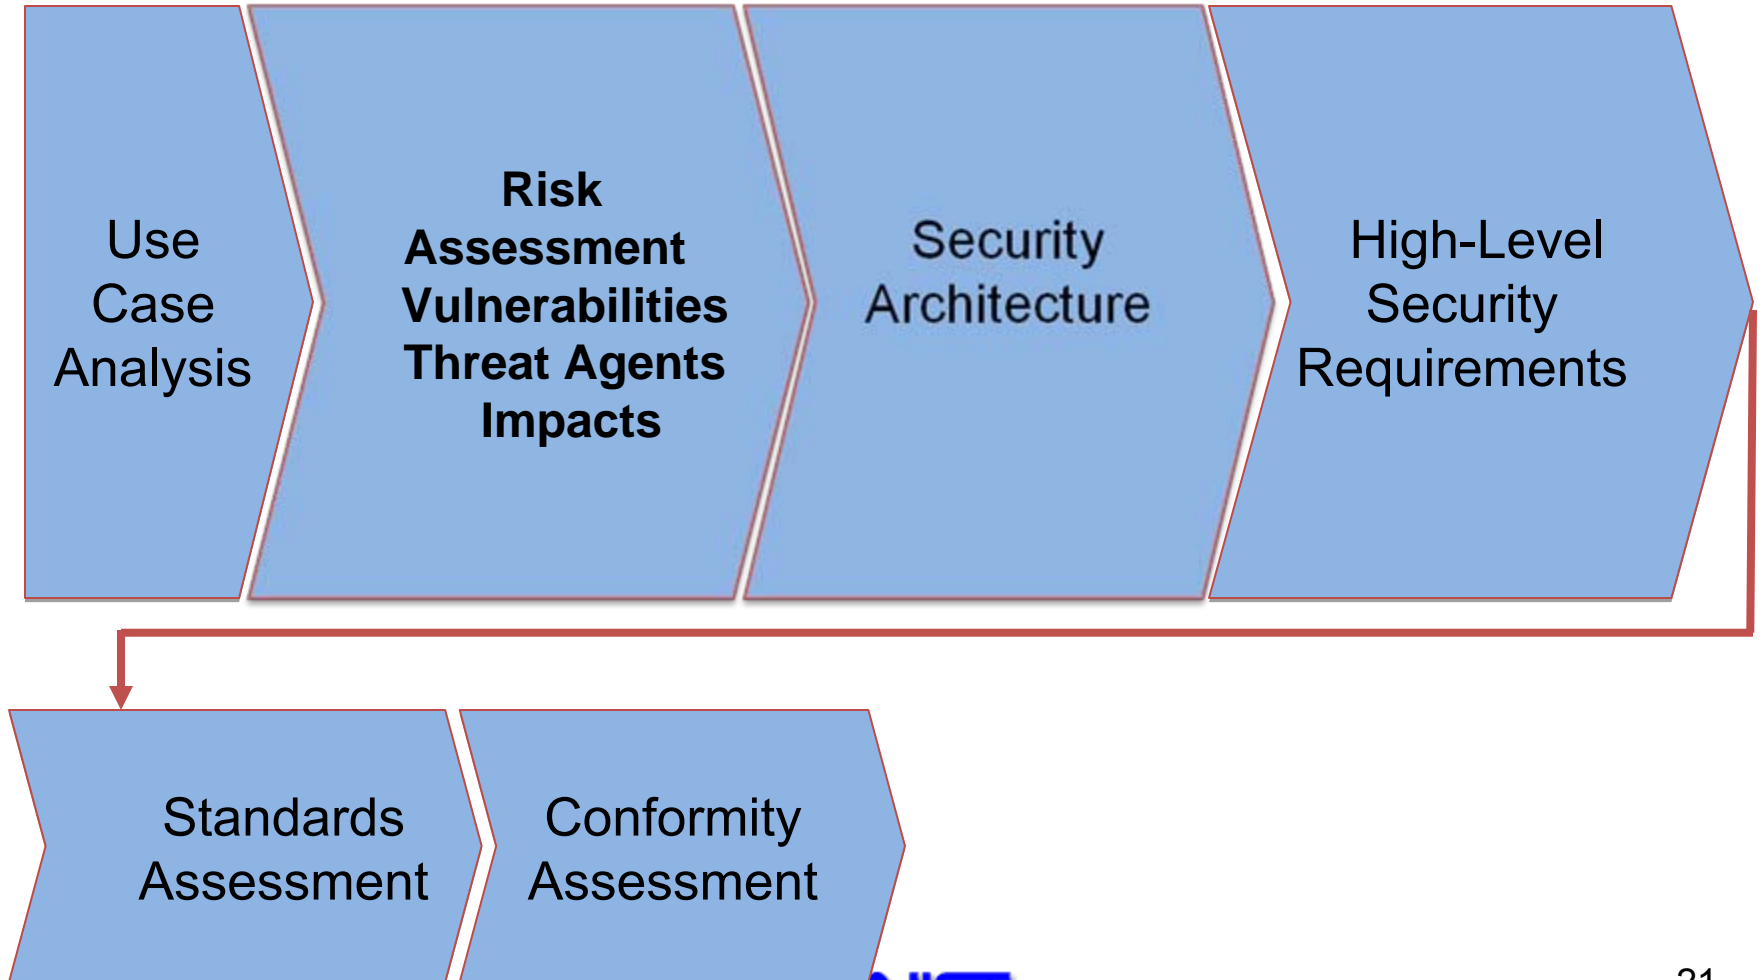 Use
Case
Analysis
Risk
Assessment
Vulnerabilities
Threat Agents
Impacts
Security
Architecture
High-Level
Security
Requirements
Standards
Assessment
Conformity
Assessment
21